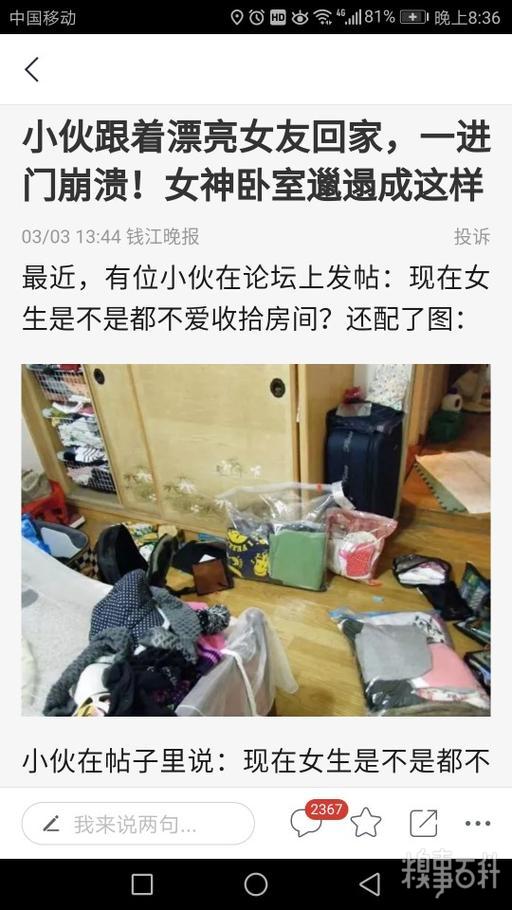 中国移动
HD
4G
81%
晚上8:36
小伙跟着漂亮女友回家，一进
门崩溃！女神卧室邋遢成这样
03/03 13:44 钱江晚报
投诉
最近，有位小伙在论坛上发帖：现在女
生是不是都不爱收拾房间？还配了图：
小伙在帖子里说：现在女生是不是都不
我来说两句...
2367
糗事百科